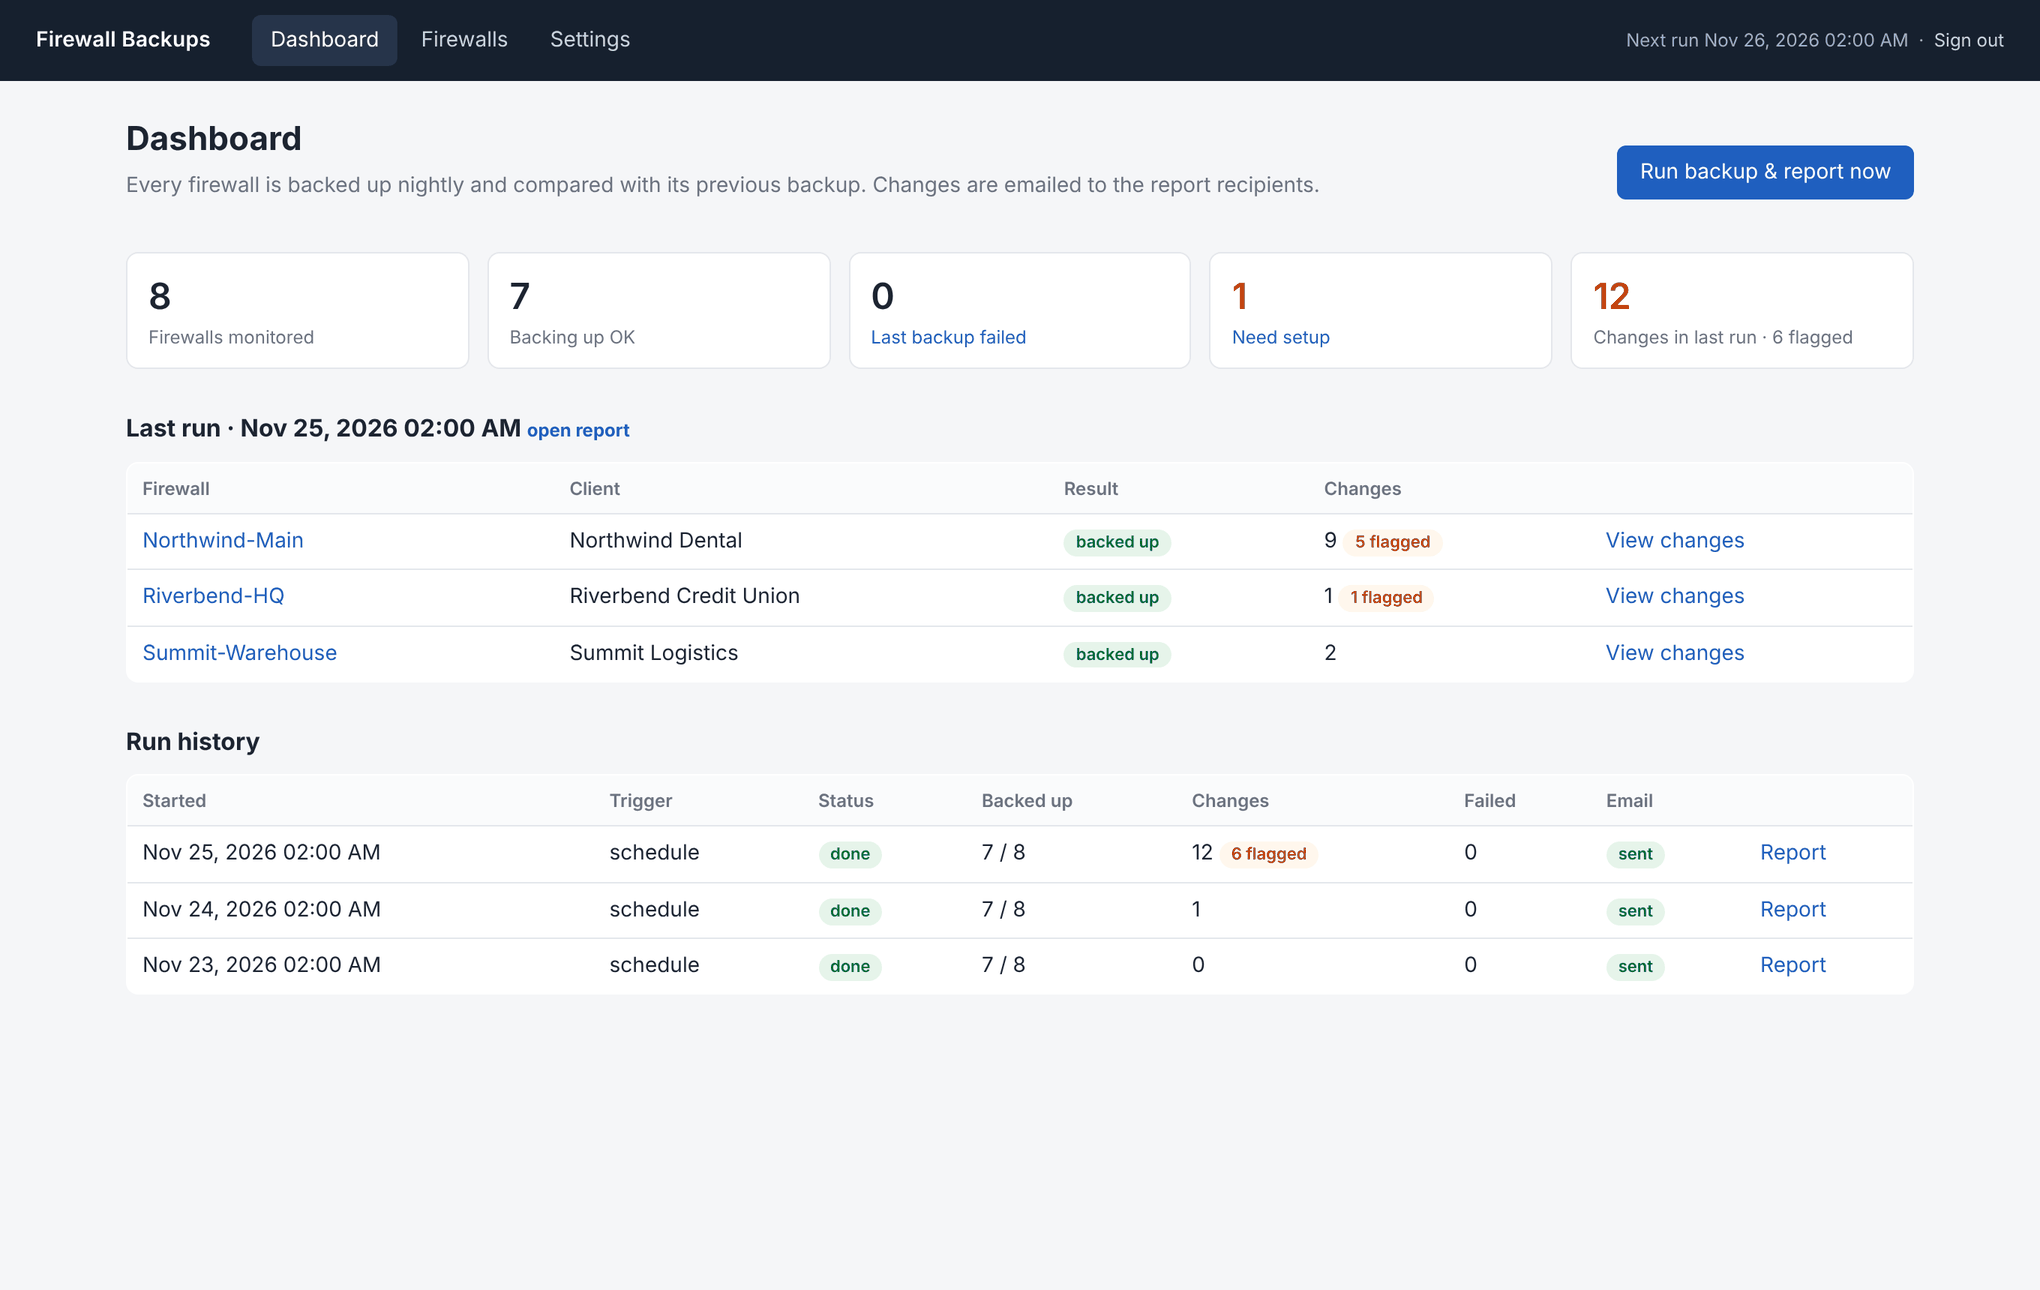 Firewall Backups Dashboard Firewalls Settings Next run Nov 26, 2026 02:00 AM · Sign out
Dashboard
Every firewall is backed up nightly and compared with its previous backup. Changes are emailed to the report recipients.
Run backup & report now
8 7 0 1 12
Firewalls monitored Backing up OK Last backup failed Need setup Changes in last run · 6 flagged
Last run · Nov 25, 2026 02:00 AM open report
Firewall Client Result Changes
Northwind-Main Northwind Dental backed up 9 5 flagged View changes
Riverbend-HQ Riverbend Credit Union backed up 1 1 flagged View changes
Summit-Warehouse Summit Logistics backed up 2 View changes
Run history
Started Trigger Status Backed up Changes Failed Email
Nov 25, 2026 02:00 AM schedule done 7 / 8 12 6 flagged 0 sent Report
Nov 24, 2026 02:00 AM schedule done 7 / 8 1 0 sent Report
Nov 23, 2026 02:00 AM schedule done 7 / 8 0 0 sent Report